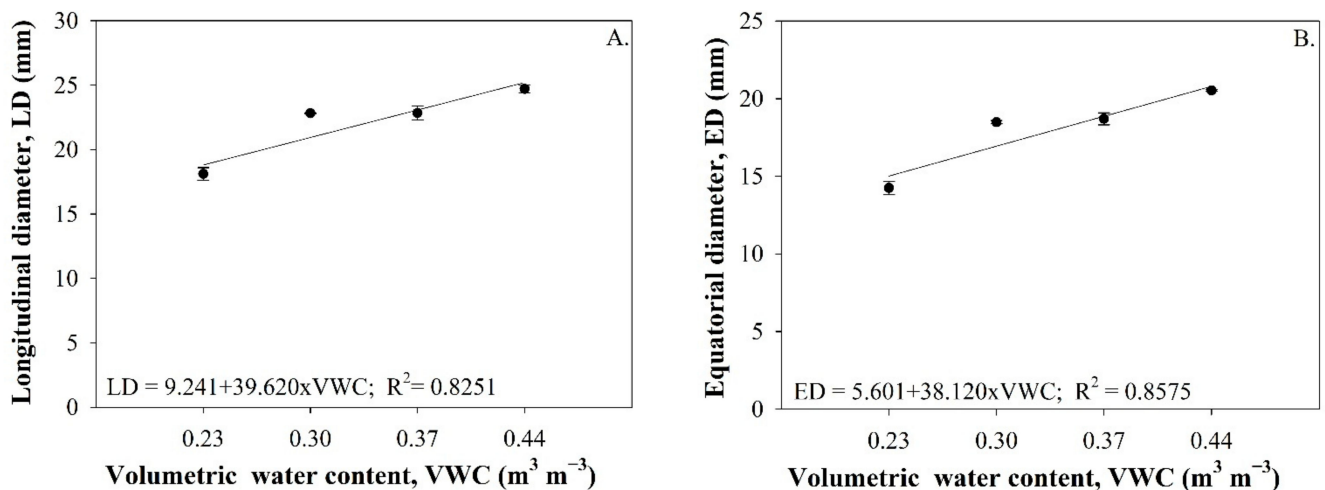 A.
Longitudinal diameter, LD (mm)
30
25
20
15
10
5
0
LD = 9.241+39.620xVWC; R²= 0.8251
0.23 0.30 0.37 0.44
Volumetric water content, VWC (m³ m⁻³)
B.
Equatorial diameter, ED (mm)
25
20
15
10
5
0
ED = 5.601+38.120xVWC; R² = 0.8575
0.23 0.30 0.37 0.44
Volumetric water content, VWC (m³ m⁻³)